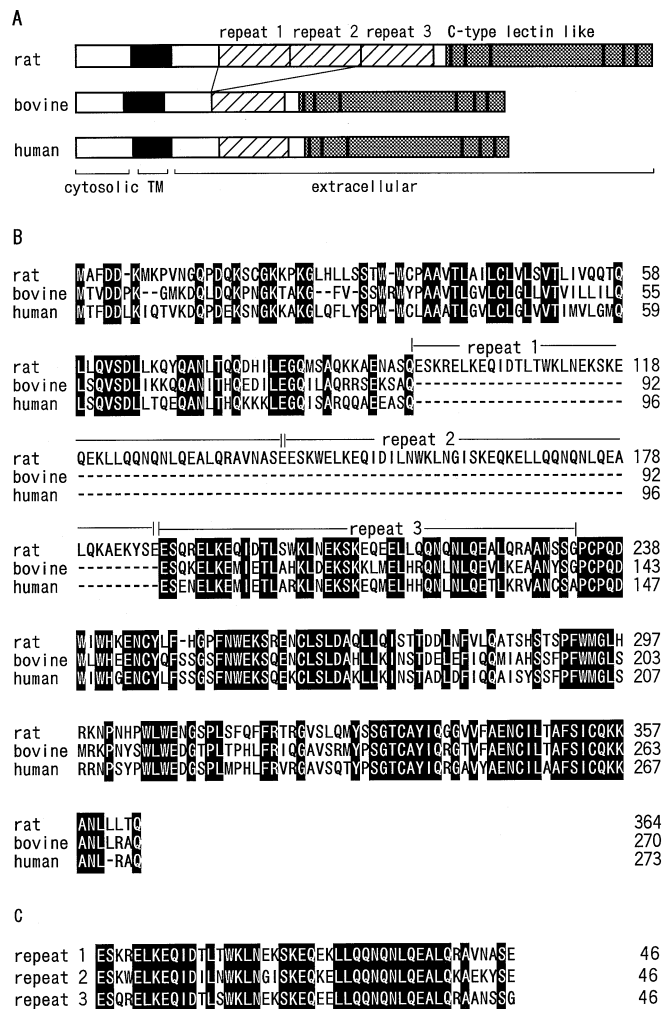 A
repeat 1 repeat 2 repeat 3 C-type lectin like
rat
bovine
human
cytosolic TM extracellular
B
rat MAFDD-KMKPVNGQPDQKSCGKKPKGLHLLSSTW-WCPAAVTLAILCLVLSVTLIVQQTQ 58
bovine MTVDDPK--GMKDQLDQKPNGKTAKG--FV-SSWRWYPAAVTLGVLCLGLLVTVILLILQ 55
human MTFDDLKIQTVKDQPDEKSNGKKAKGLQFLYSPW-WCLAAATLGVLCLGLVVTIMVLGMQ 59
repeat 1
rat LLQVSDLLKQYQANLTQQDHILEGQMSAQKKAENASQESKRELKEQIDTLTWKLNEKSKE 118
bovine LSQVSDLIKKQQANITHQEDILEGQILAQRRSEKSAQ----------------------- 92
human LSQVSDLLTQEQANLTHQKKKLEGQISARQQAEEASQ----------------------- 96
repeat 2
rat QEKLLQQNQNLQEALQRAVNASEESKWELKEQIDILNWKLNGISKEQKELLQQNQNLQEA 178
bovine ------------------------------------------------------------ 92
human ------------------------------------------------------------ 96
repeat 3
rat LQKAEKYSEESQRELKEQIDTLSWKLNEKSKEQEELLQQNQNLQEALQRAANSSGPCPQD 238
bovine ---------ESQKELKEMIETLAHKLDEKSKKLMELHRQNLNLQEVLKEAANYSGPCPQD 143
human ---------ESENELKEMIETLARKLNEKSKEQMELHHQNLNLQETLKRVANCSAPCPQD 147
rat WIWHKENCYLF-HGPFNWEKSRENCLSLDAQLLQISTTDDLNFVLQATSHSTSPFWMGLH 297
bovine WLWHEENCYQFSSGSFNWEKSQENCLSLDAHLLKINSTDELEFIQQMIAHSSFPFWMGLS 203
human WIWHGENCYLFSSGSFNWEKSQEKCLSLDAKLLKINSTADLDFIQQAISYSSFPFWMGLS 207
rat RKNPNHPWLWENGSPLSFQFFRTRGVSLQMYSSGTCAYIQGGVVFAENCILTAFSICQKK 357
bovine MRKPNYSWLWEDGTPLTPHLFRIQGAVSRMYPSGTCAYIQRGTVFAENCILTAFSICQKK 263
human RRNPSYPWLWEDGSPLMPHLFRVRGAVSQTYPSGTCAYIQRGAVYAENCILAAFSICQKK 267
rat ANLLLTQ 364
bovine ANLLRAQ 270
human ANL-RAQ 273
C
repeat 1 ESKRELKEQIDTLTWKLNEKSKEQEKLLQQNQNLQEALQRAVNASE 46
repeat 2 ESKWELKEQIDILNWKLNGISKEQKELLQQNQNLQEALQKAEKYSE 46
repeat 3 ESQRELKEQIDTLSWKLNEKSKEQEELLQQNQNLQEALQRAANSSG 46